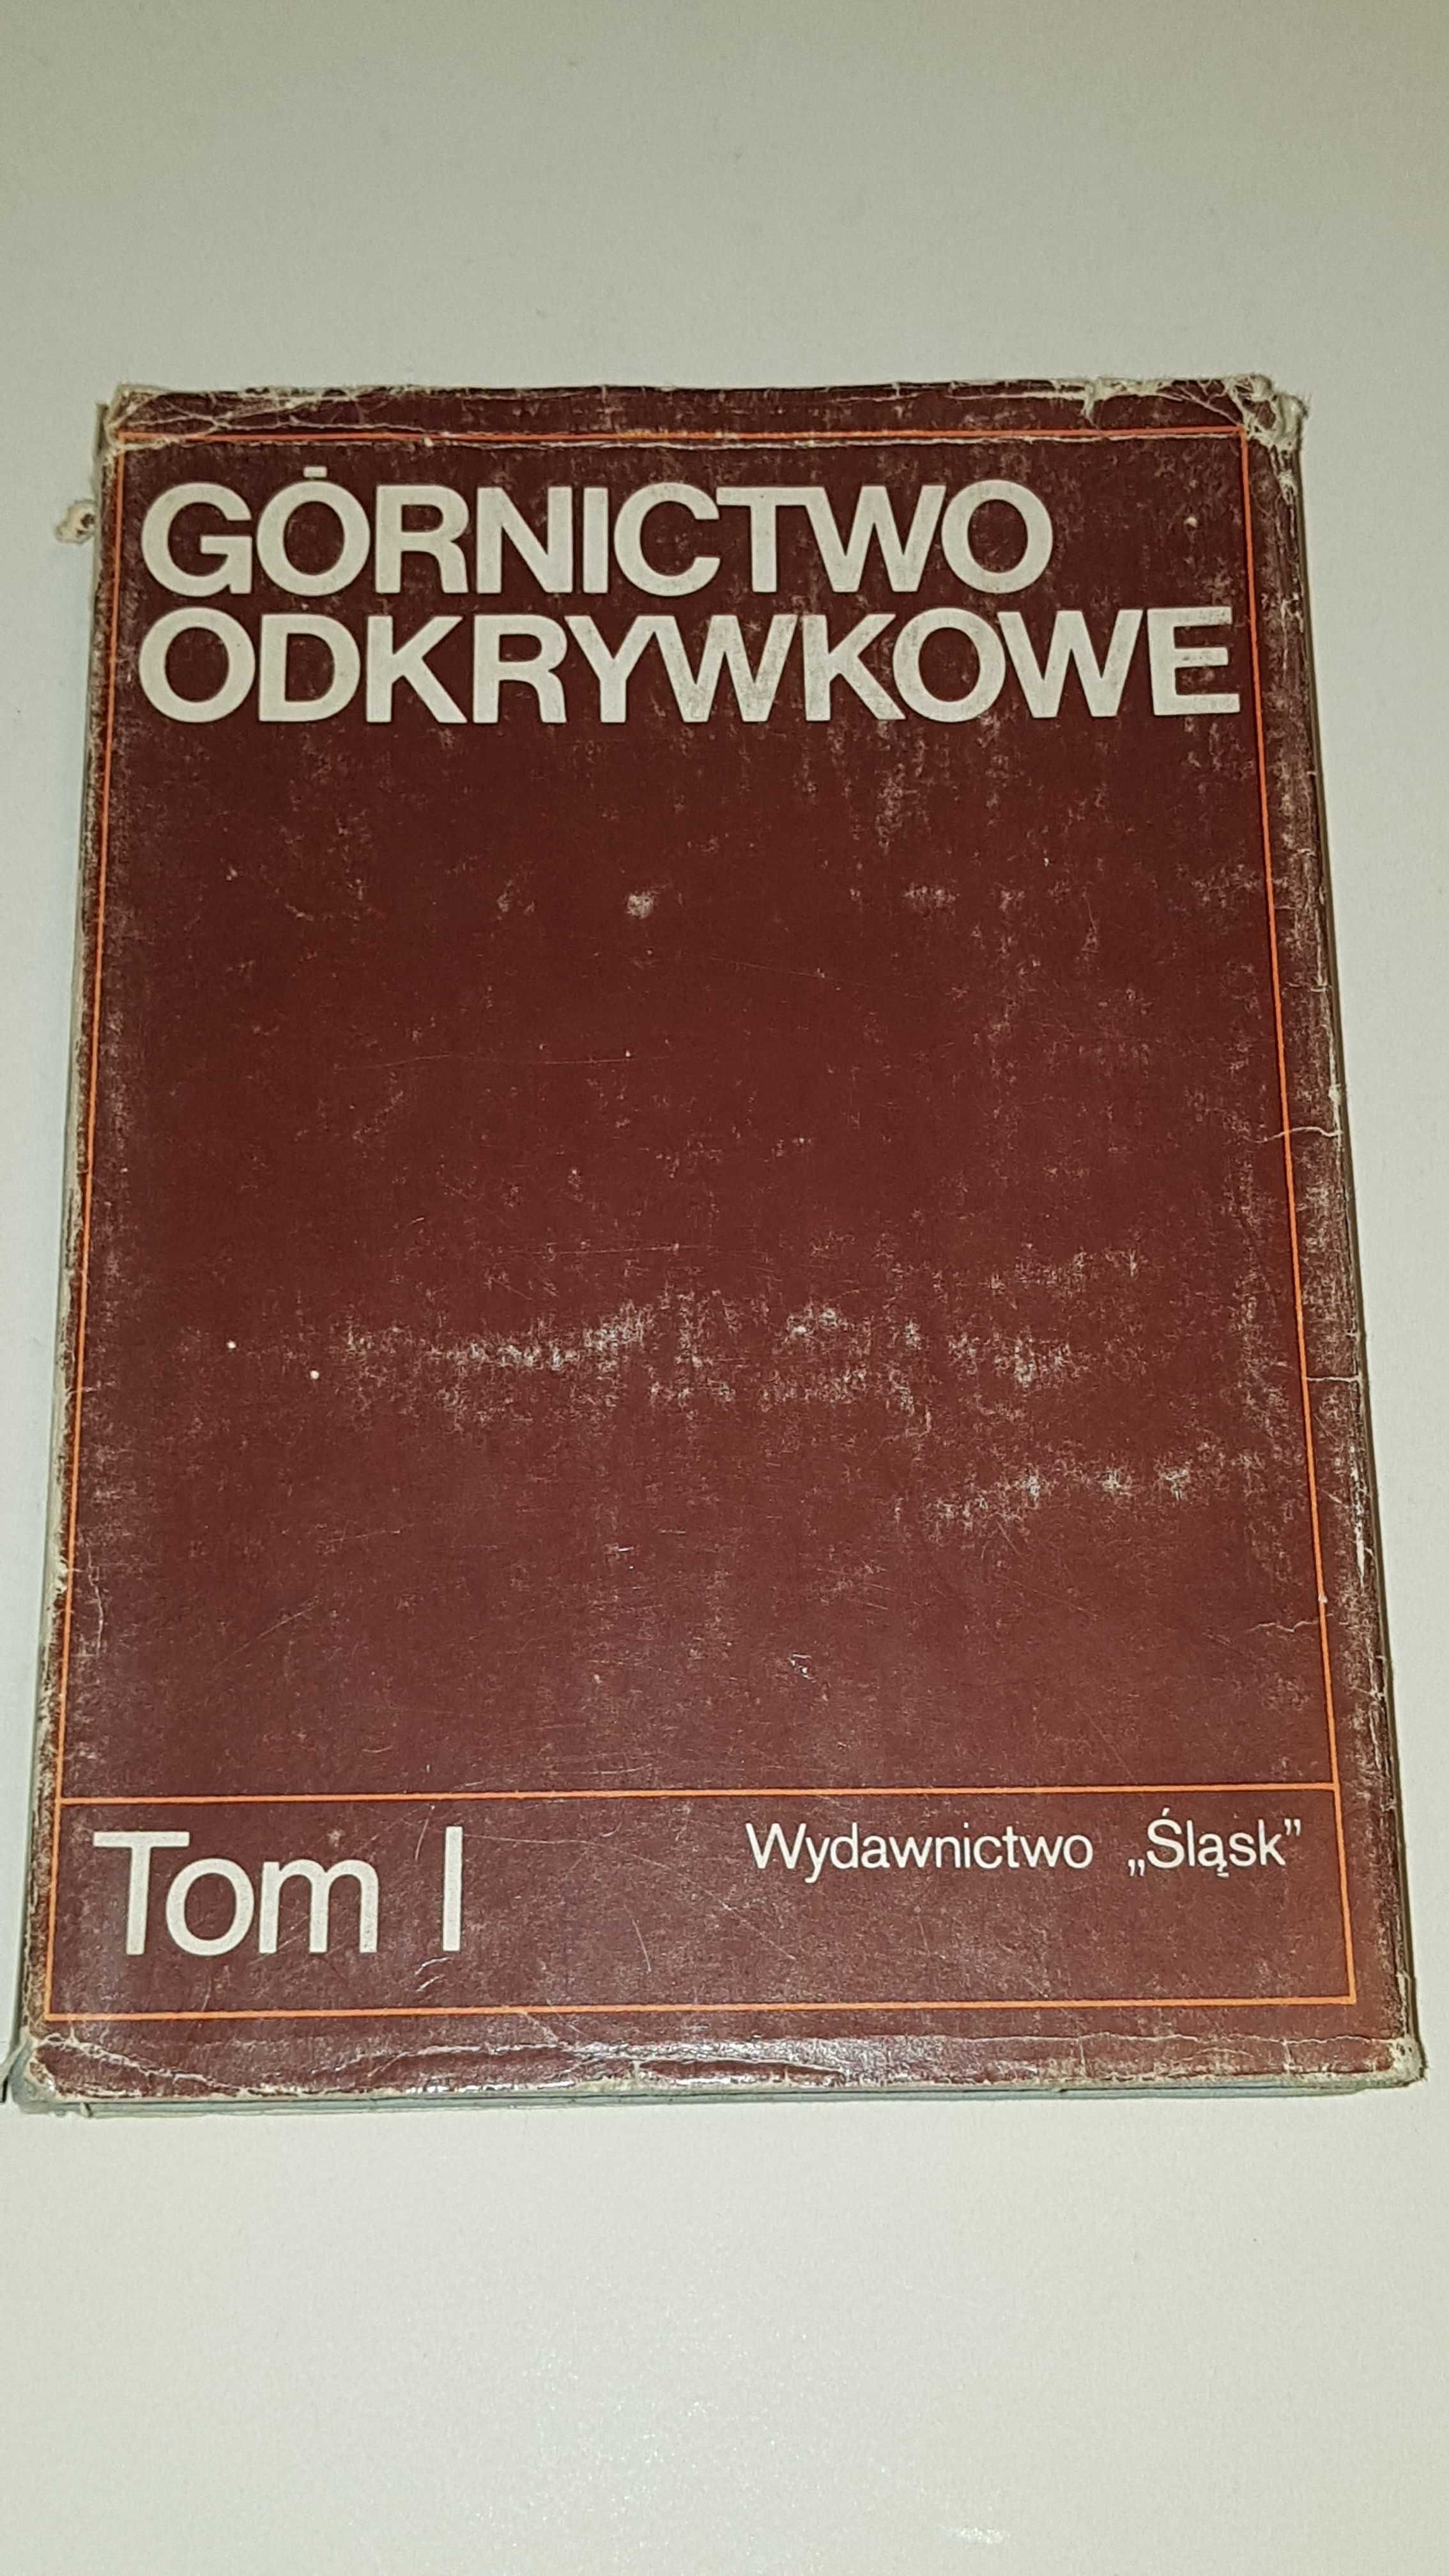 GÓRNICTWO
ODKRYWKOWE
Tom I
Wydawnictwo „Śląsk”